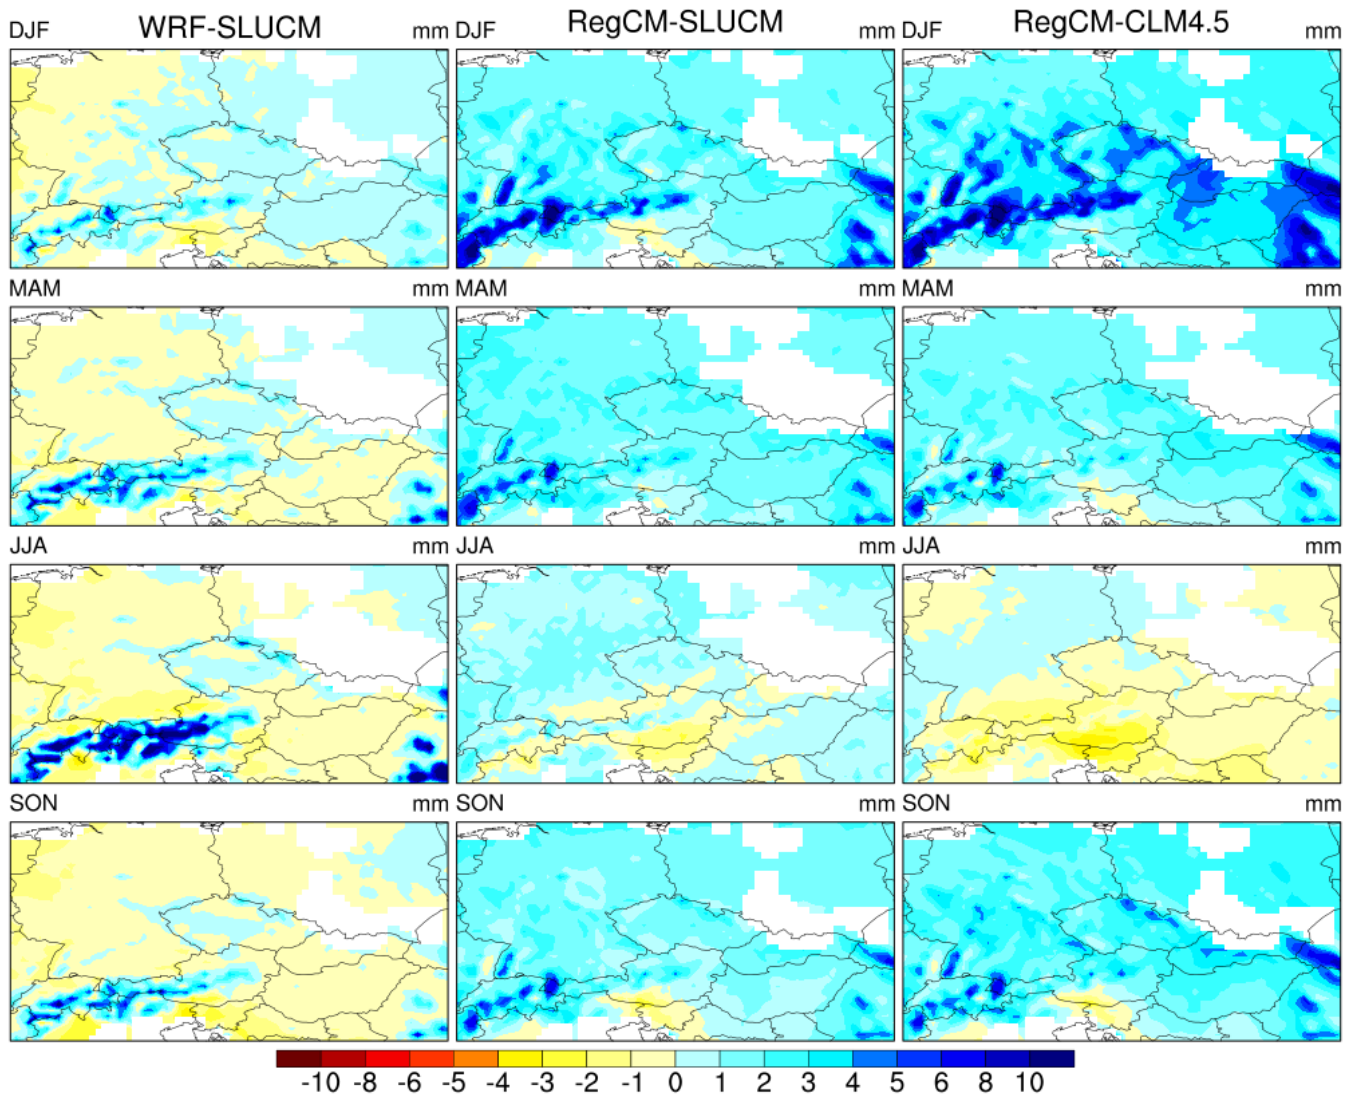 WRF-SLUCM RegCM-SLUCM RegCM-CLM4.5
DJF mm DJF mm DJF mm
MAM mm MAM mm MAM mm
JJA mm JJA mm JJA mm
SON mm SON mm SON mm
-10 -8 -6 -5 -4 -3 -2 -1 0 1 2 3 4 5 6 8 10